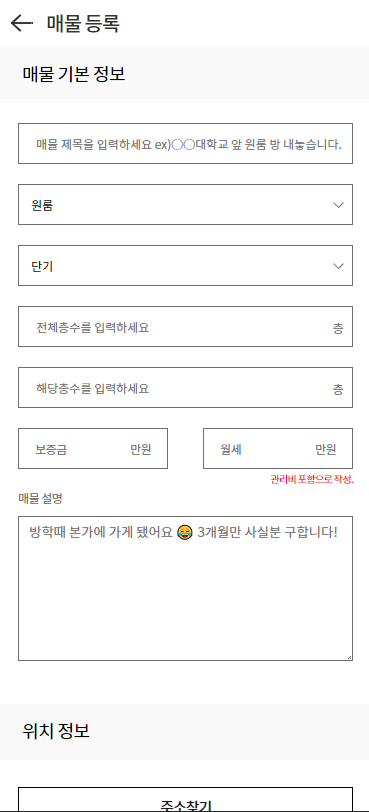 매물 등록
매물 기본 정보
매물 제목을 입력하세요 ex)○○대학교 앞 원룸 방 내놓습니다.
원룸
단기
전체층수를 입력하세요 층
해당층수를 입력하세요 층
보증금 만원 월세 만원
관리비 포함으로 작성.
매물 설명
방학때 본가에 가게 됐어요 😂 3개월만 사실분 구합니다!
위치 정보
주소찾기